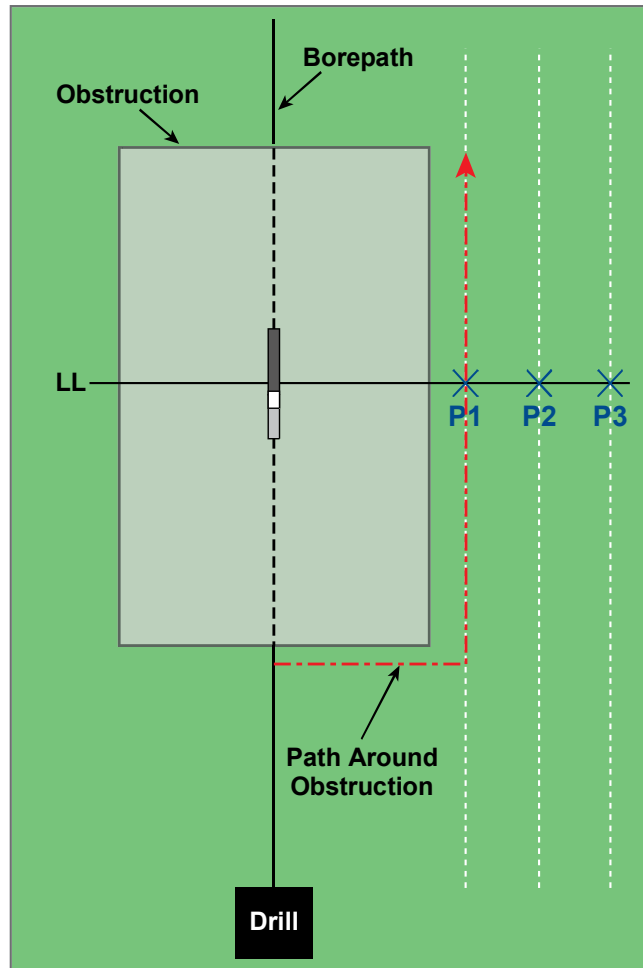 Borepath
Obstruction
LL
P1 P2 P3
Path Around
Obstruction
Drill